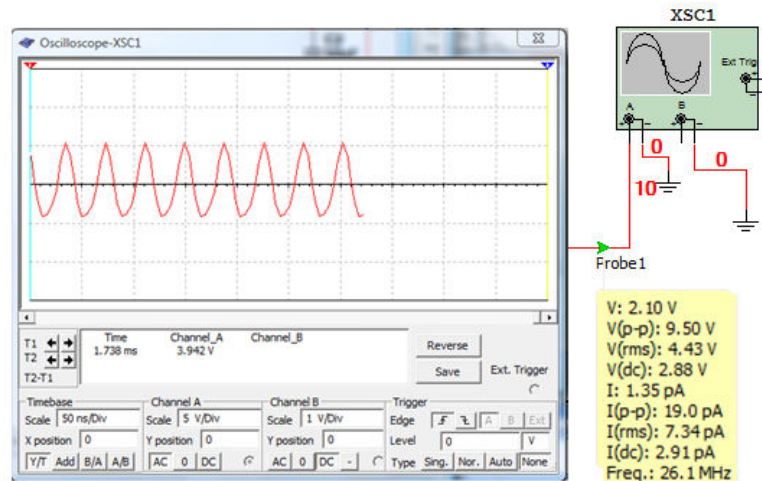 XSC1
Oscilloscope-XSC1
Ext Trig
A B
0
0
10
Probe1
V: 2.10 V
V(p-p): 9.50 V
V(rms): 4.43 V
V(dc): 2.88 V
I: 1.35 pA
I(p-p): 19.0 pA
I(rms): 7.34 pA
I(dc): 2.91 pA
Freq.: 26.1 MHz
Time Channel_A Channel_B
T1 1.738 ms 3.942 V
T2
T2-T1
Reverse
Save
Ext. Trigger
Timebase
Scale 50 ns/Div
X position 0
Y/T Add B/A A/B
Channel A
Scale 5 V/Div
Y position 0
AC 0 DC
Channel B
Scale 1 V/Div
Y position 0
AC 0 DC -
Trigger
Edge A B Ext
Level 0 V
Type Sing. Nor. Auto None